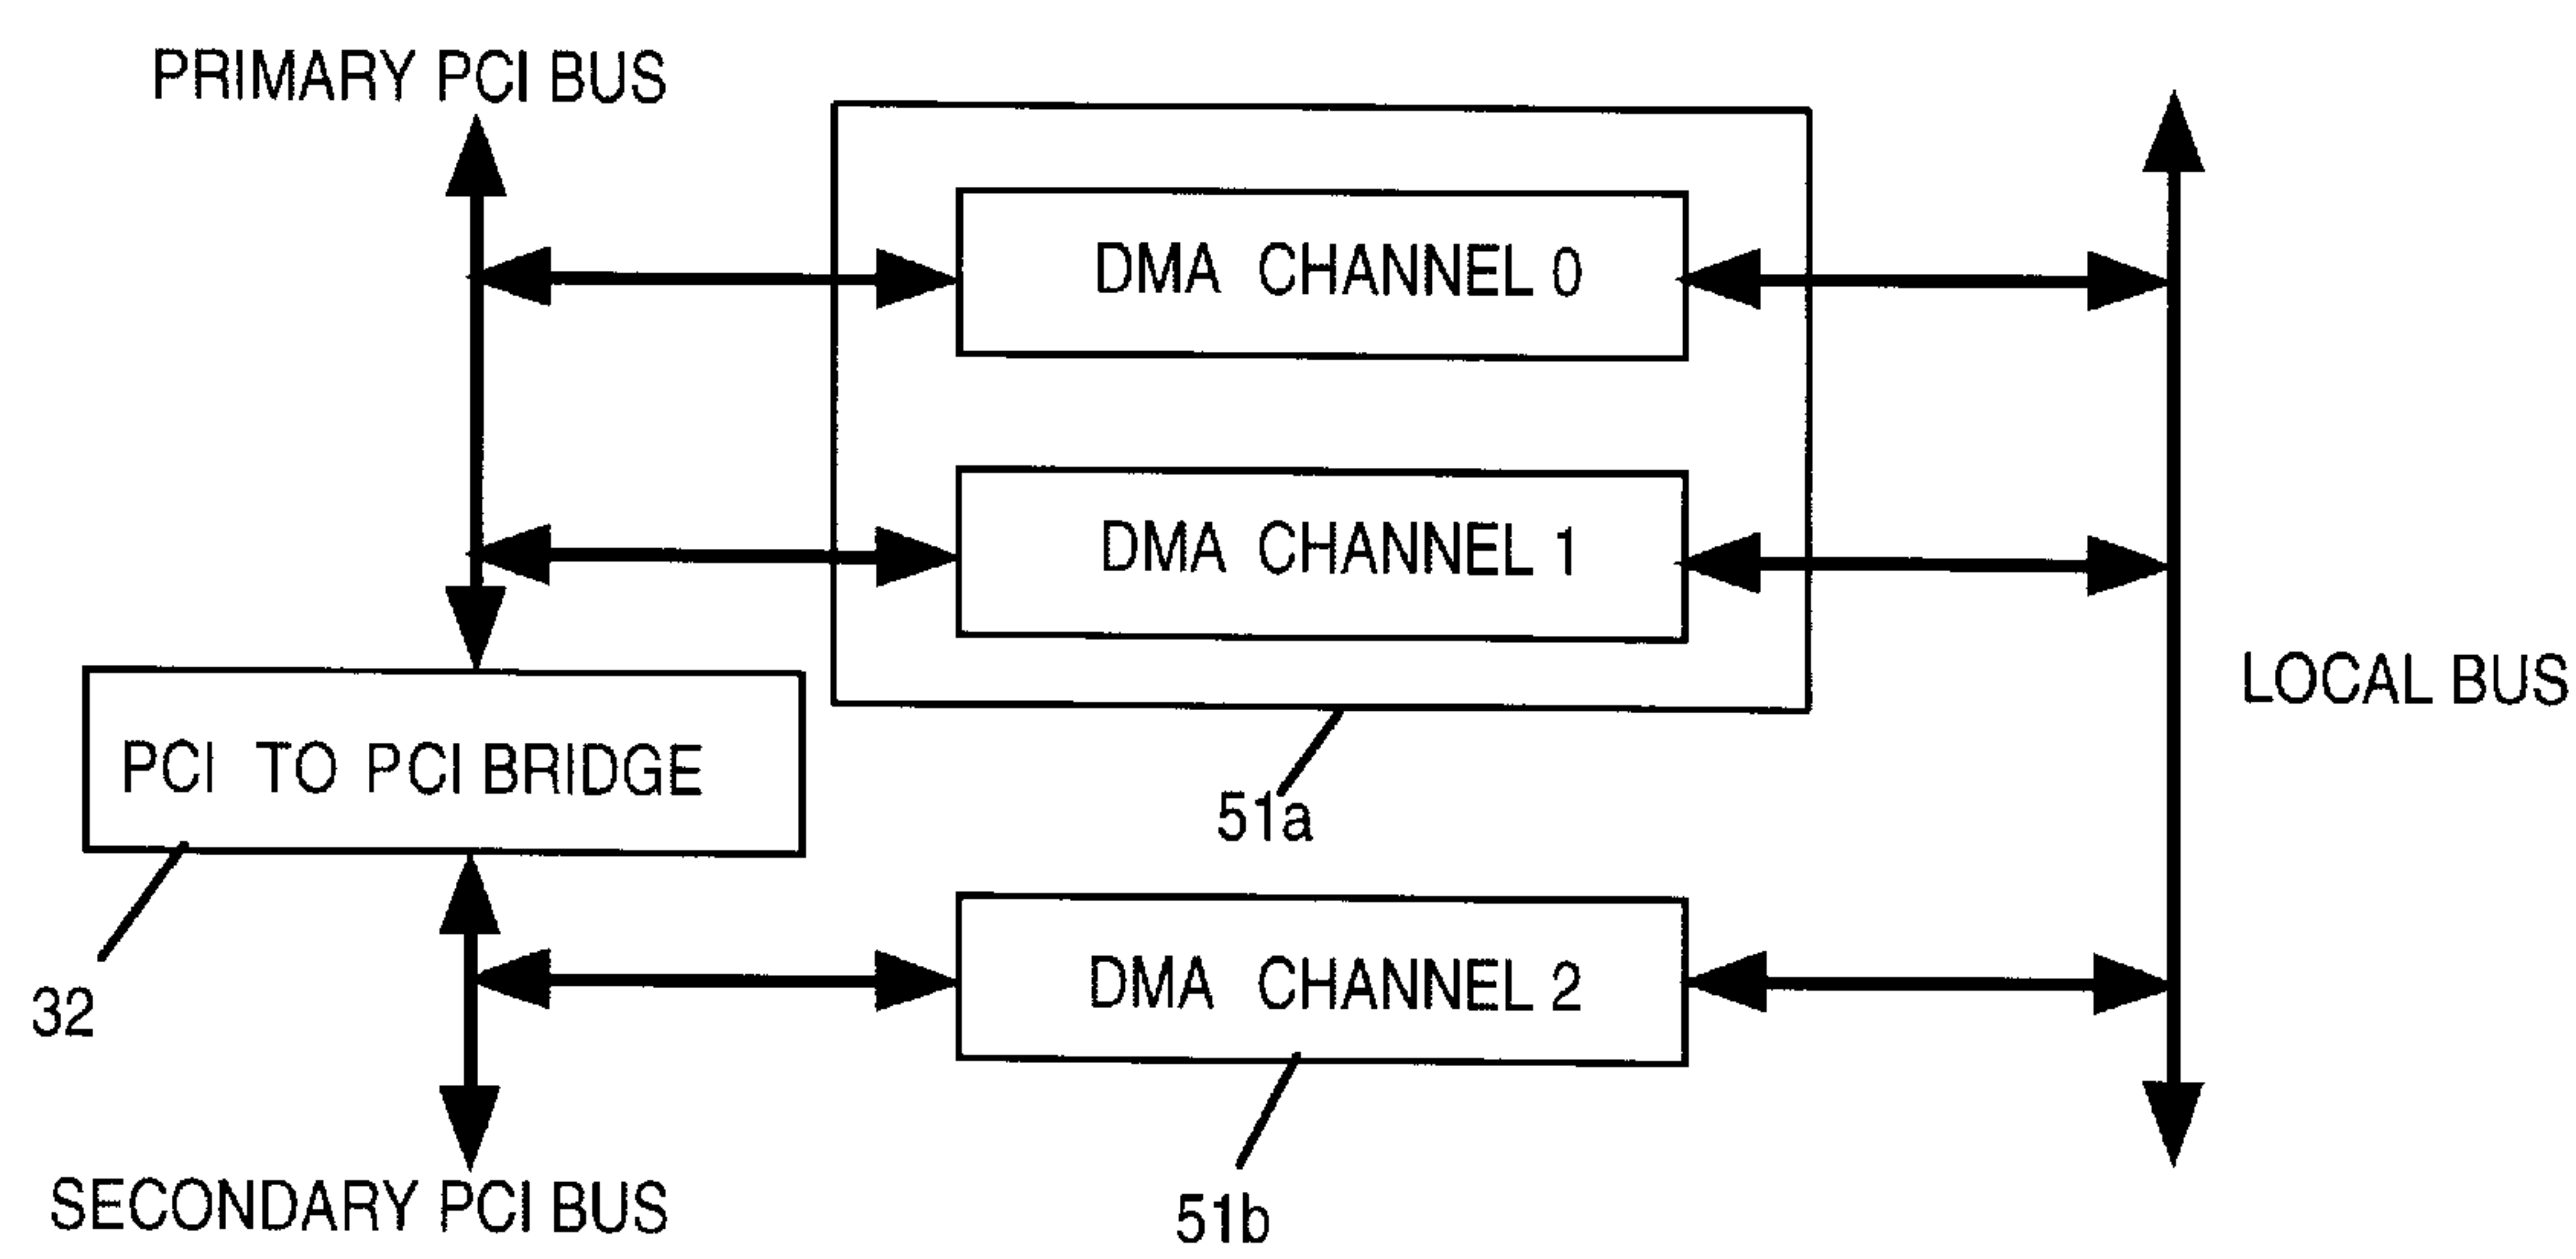 PRIMARY PCI BUS
DMA CHANNEL 0
DMA CHANNEL 1
LOCAL BUS
PCI TO PCI BRIDGE
51a
DMA CHANNEL 2
32
SECONDARY PCI BUS
51b